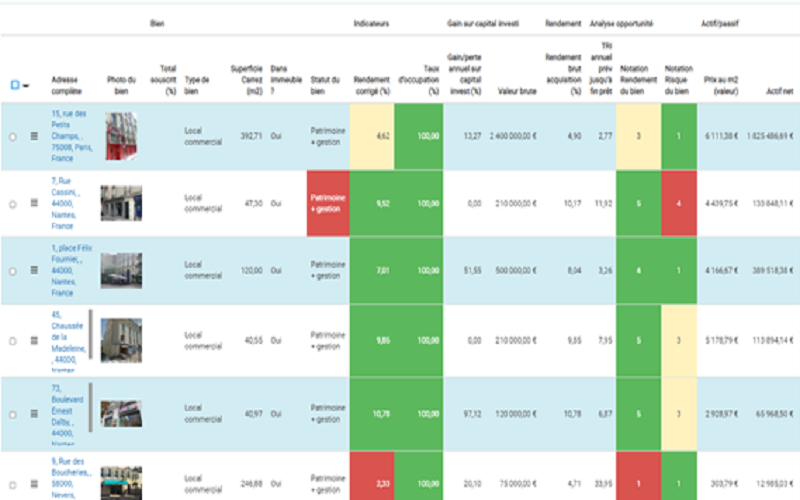 Bien Indicateurs Gain sur capital investi Rendement Analyse opportunité Actif/passif
Adresse complète Photo du bien Total souscrit (%) Type de bien Superficie Carrez (m2) Dans immeuble ? Statut du bien Rendement corrigé (%) Taux d'occupation (%) Gain/perte annuel sur capital invest (%) Valeur brute Rendement brut acquisition (%) TRI annuel prév jusqu'à fin prêt Notation Rendement du bien Notation Risque du bien Prix au m2 (valeur) Actif net
15, rue des Petits Champs, , 75008, Paris, France Local commercial 392,71 Oui Patrimoine + gestion 4,62 100,00 13,27 2 400 000,00 € 4,90 2,77 3 1 6 111,38 € 1 825 486,69 €
7, Rue Cassini, , 44000, Nantes, France Local commercial 47,30 Oui Patrimoine + gestion 9,52 100,00 0,00 210 000,00 € 10,17 11,92 5 4 4 439,75 € 133 848,11 €
1, place Félix Fournier, , 44000, Nantes, France Local commercial 120,00 Oui Patrimoine + gestion 7,01 100,00 51,55 500 000,00 € 8,04 3,26 4 1 4 166,67 € 389 518,38 €
45, Chaussée de la Madeleine, , 44000, Nantes Local commercial 40,55 Oui Patrimoine + gestion 9,85 100,00 0,00 210 000,00 € 9,85 7,95 5 3 5 178,79 € 113 894,14 €
73, Boulevard Ernest Dalby, , 44000, Nantes Local commercial 40,97 Oui Patrimoine + gestion 10,78 100,00 97,12 120 000,00 € 10,78 6,87 5 3 2 928,97 € 65 968,50 €
9, Rue des Boucheries, , 58000, Nevers, Local commercial 246,88 Oui Patrimoine + gestion 100,00 20,10 75 000,00 € 4,71 33,95 1 1 303,79 € 12 985,03 €